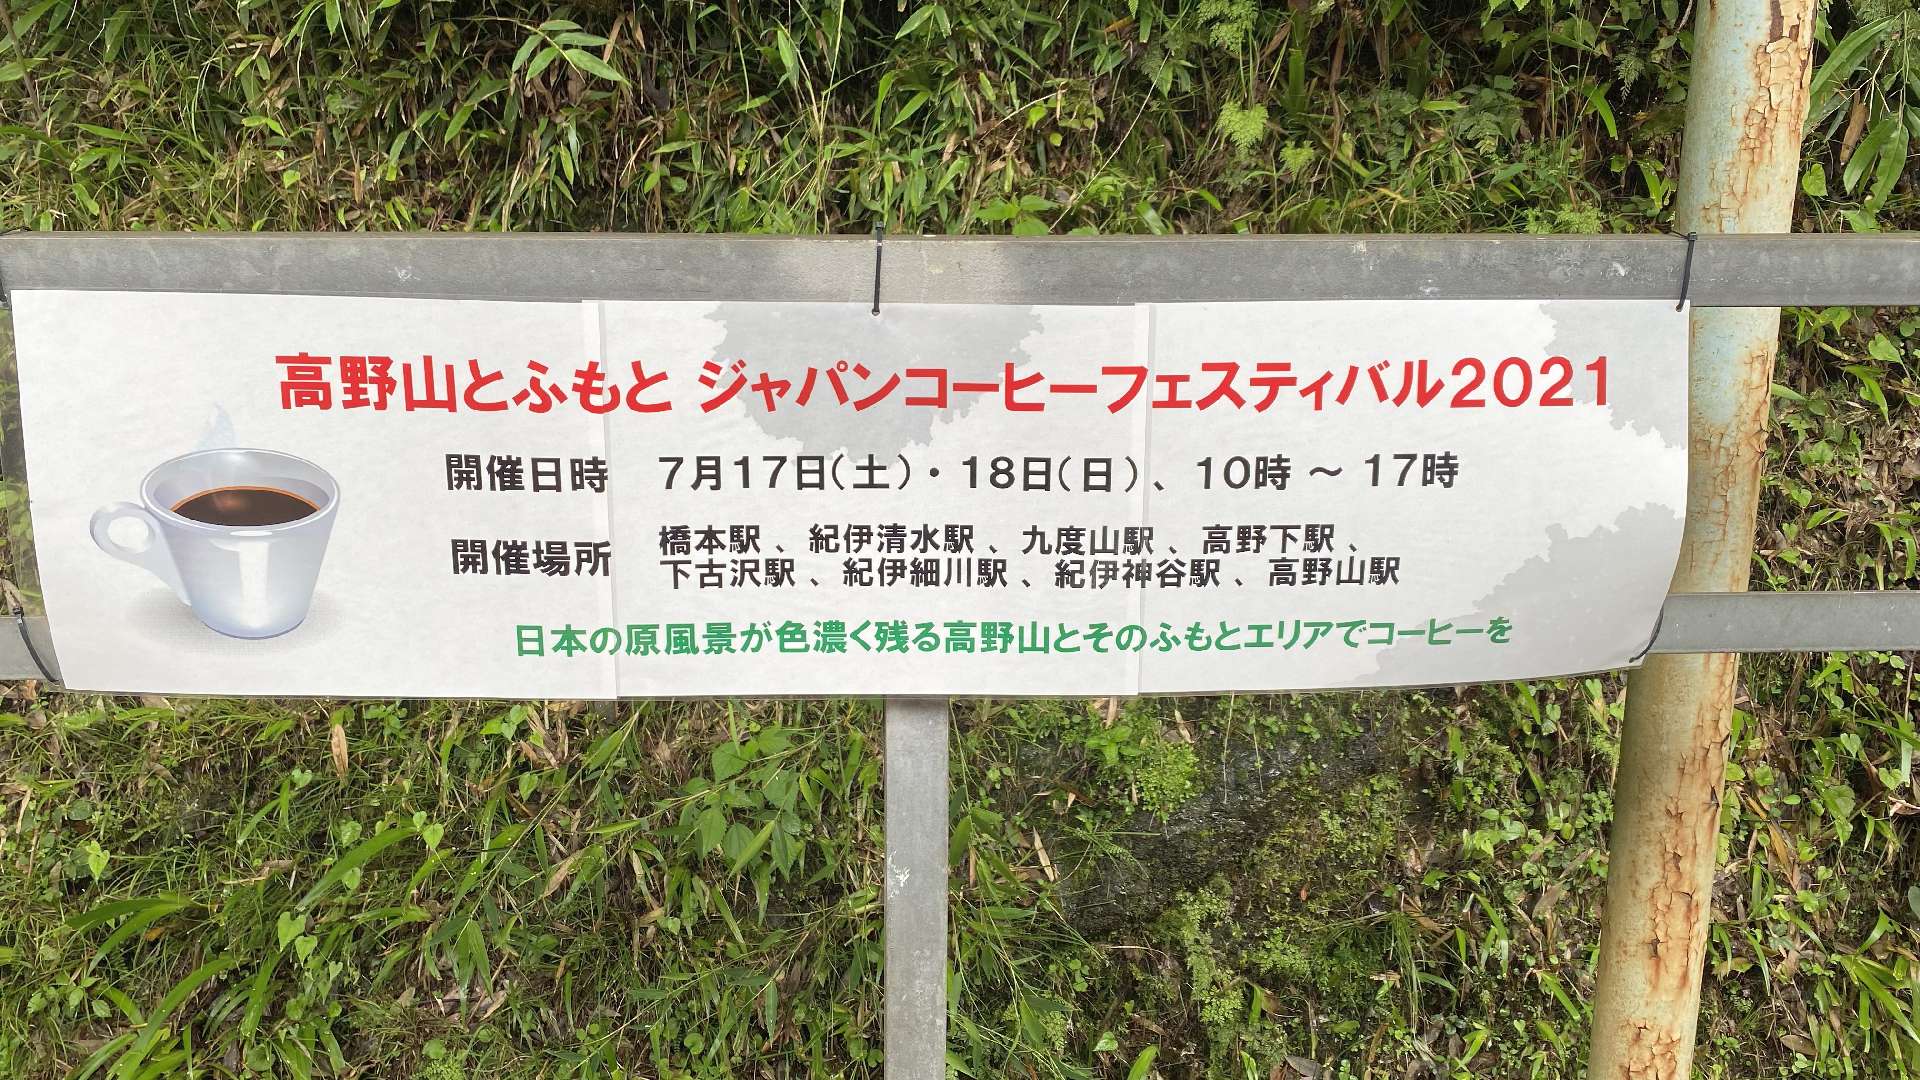 高野山とふもと ジャパンコーヒーフェスティバル2021
開催日時 7月17日(土)・18日(日)、10時 ～ 17時
開催場所 橋本駅、紀伊清水駅、九度山駅、高野下駅、
下古沢駅、紀伊細川駅、紀伊神谷駅、高野山駅
日本の原風景が色濃く残る高野山とそのふもとエリアでコーヒーを